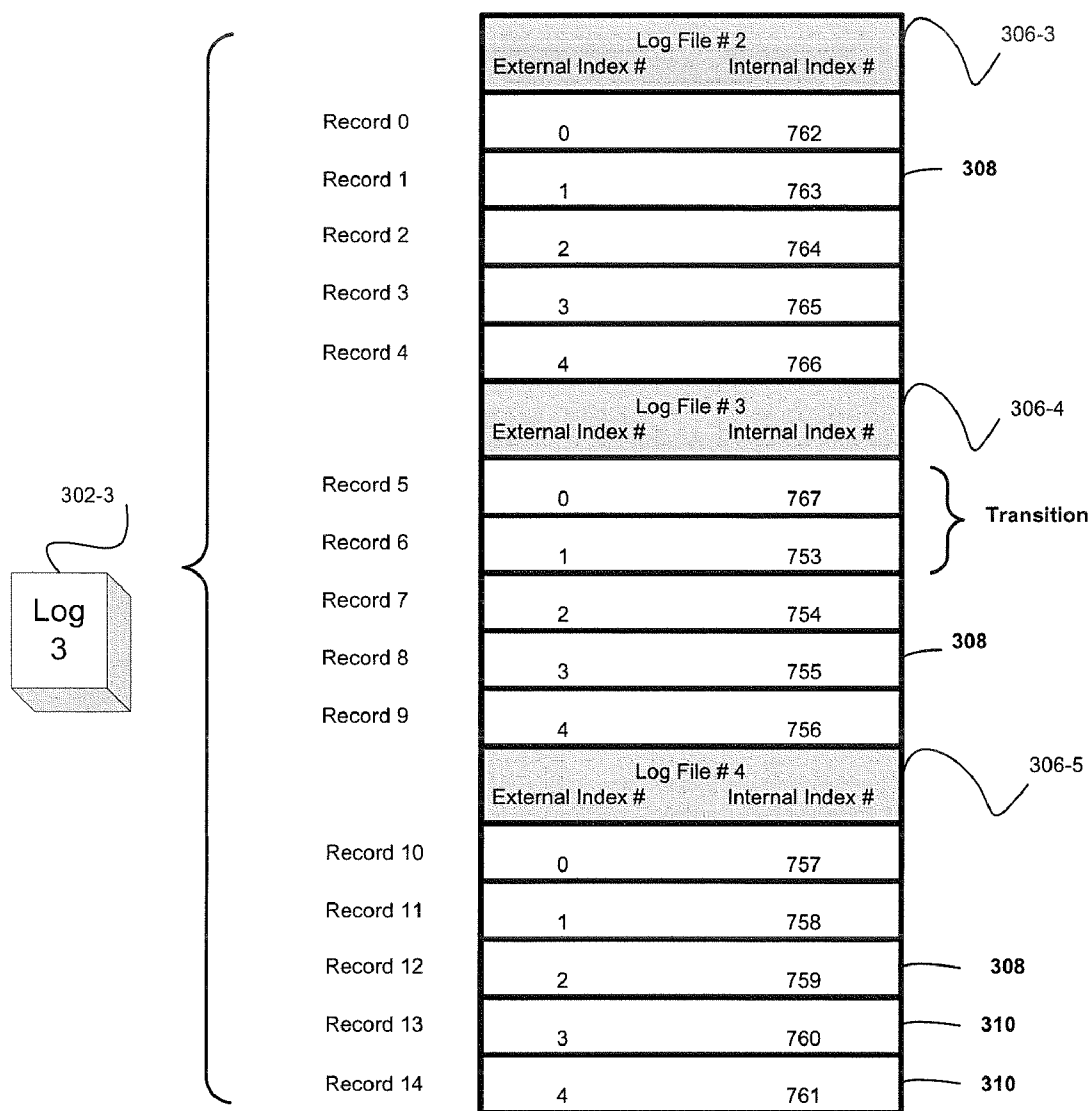 Log File # 2 306-3
External Index # Internal Index #
Record 0 0 762
Record 1 1 763 308
Record 2 2 764
Record 3 3 765
Record 4 4 766
Log File # 3 306-4
External Index # Internal Index #
Record 5 0 767
302-3 Transition
Record 6 1 753
Log
3
Record 7 2 754
Record 8 3 755 308
Record 9 4 756
Log File # 4 306-5
External Index # Internal Index #
Record 10 0 757
Record 11 1 758
Record 12 2 759 308
Record 13 3 760 310
Record 14 4 761 310